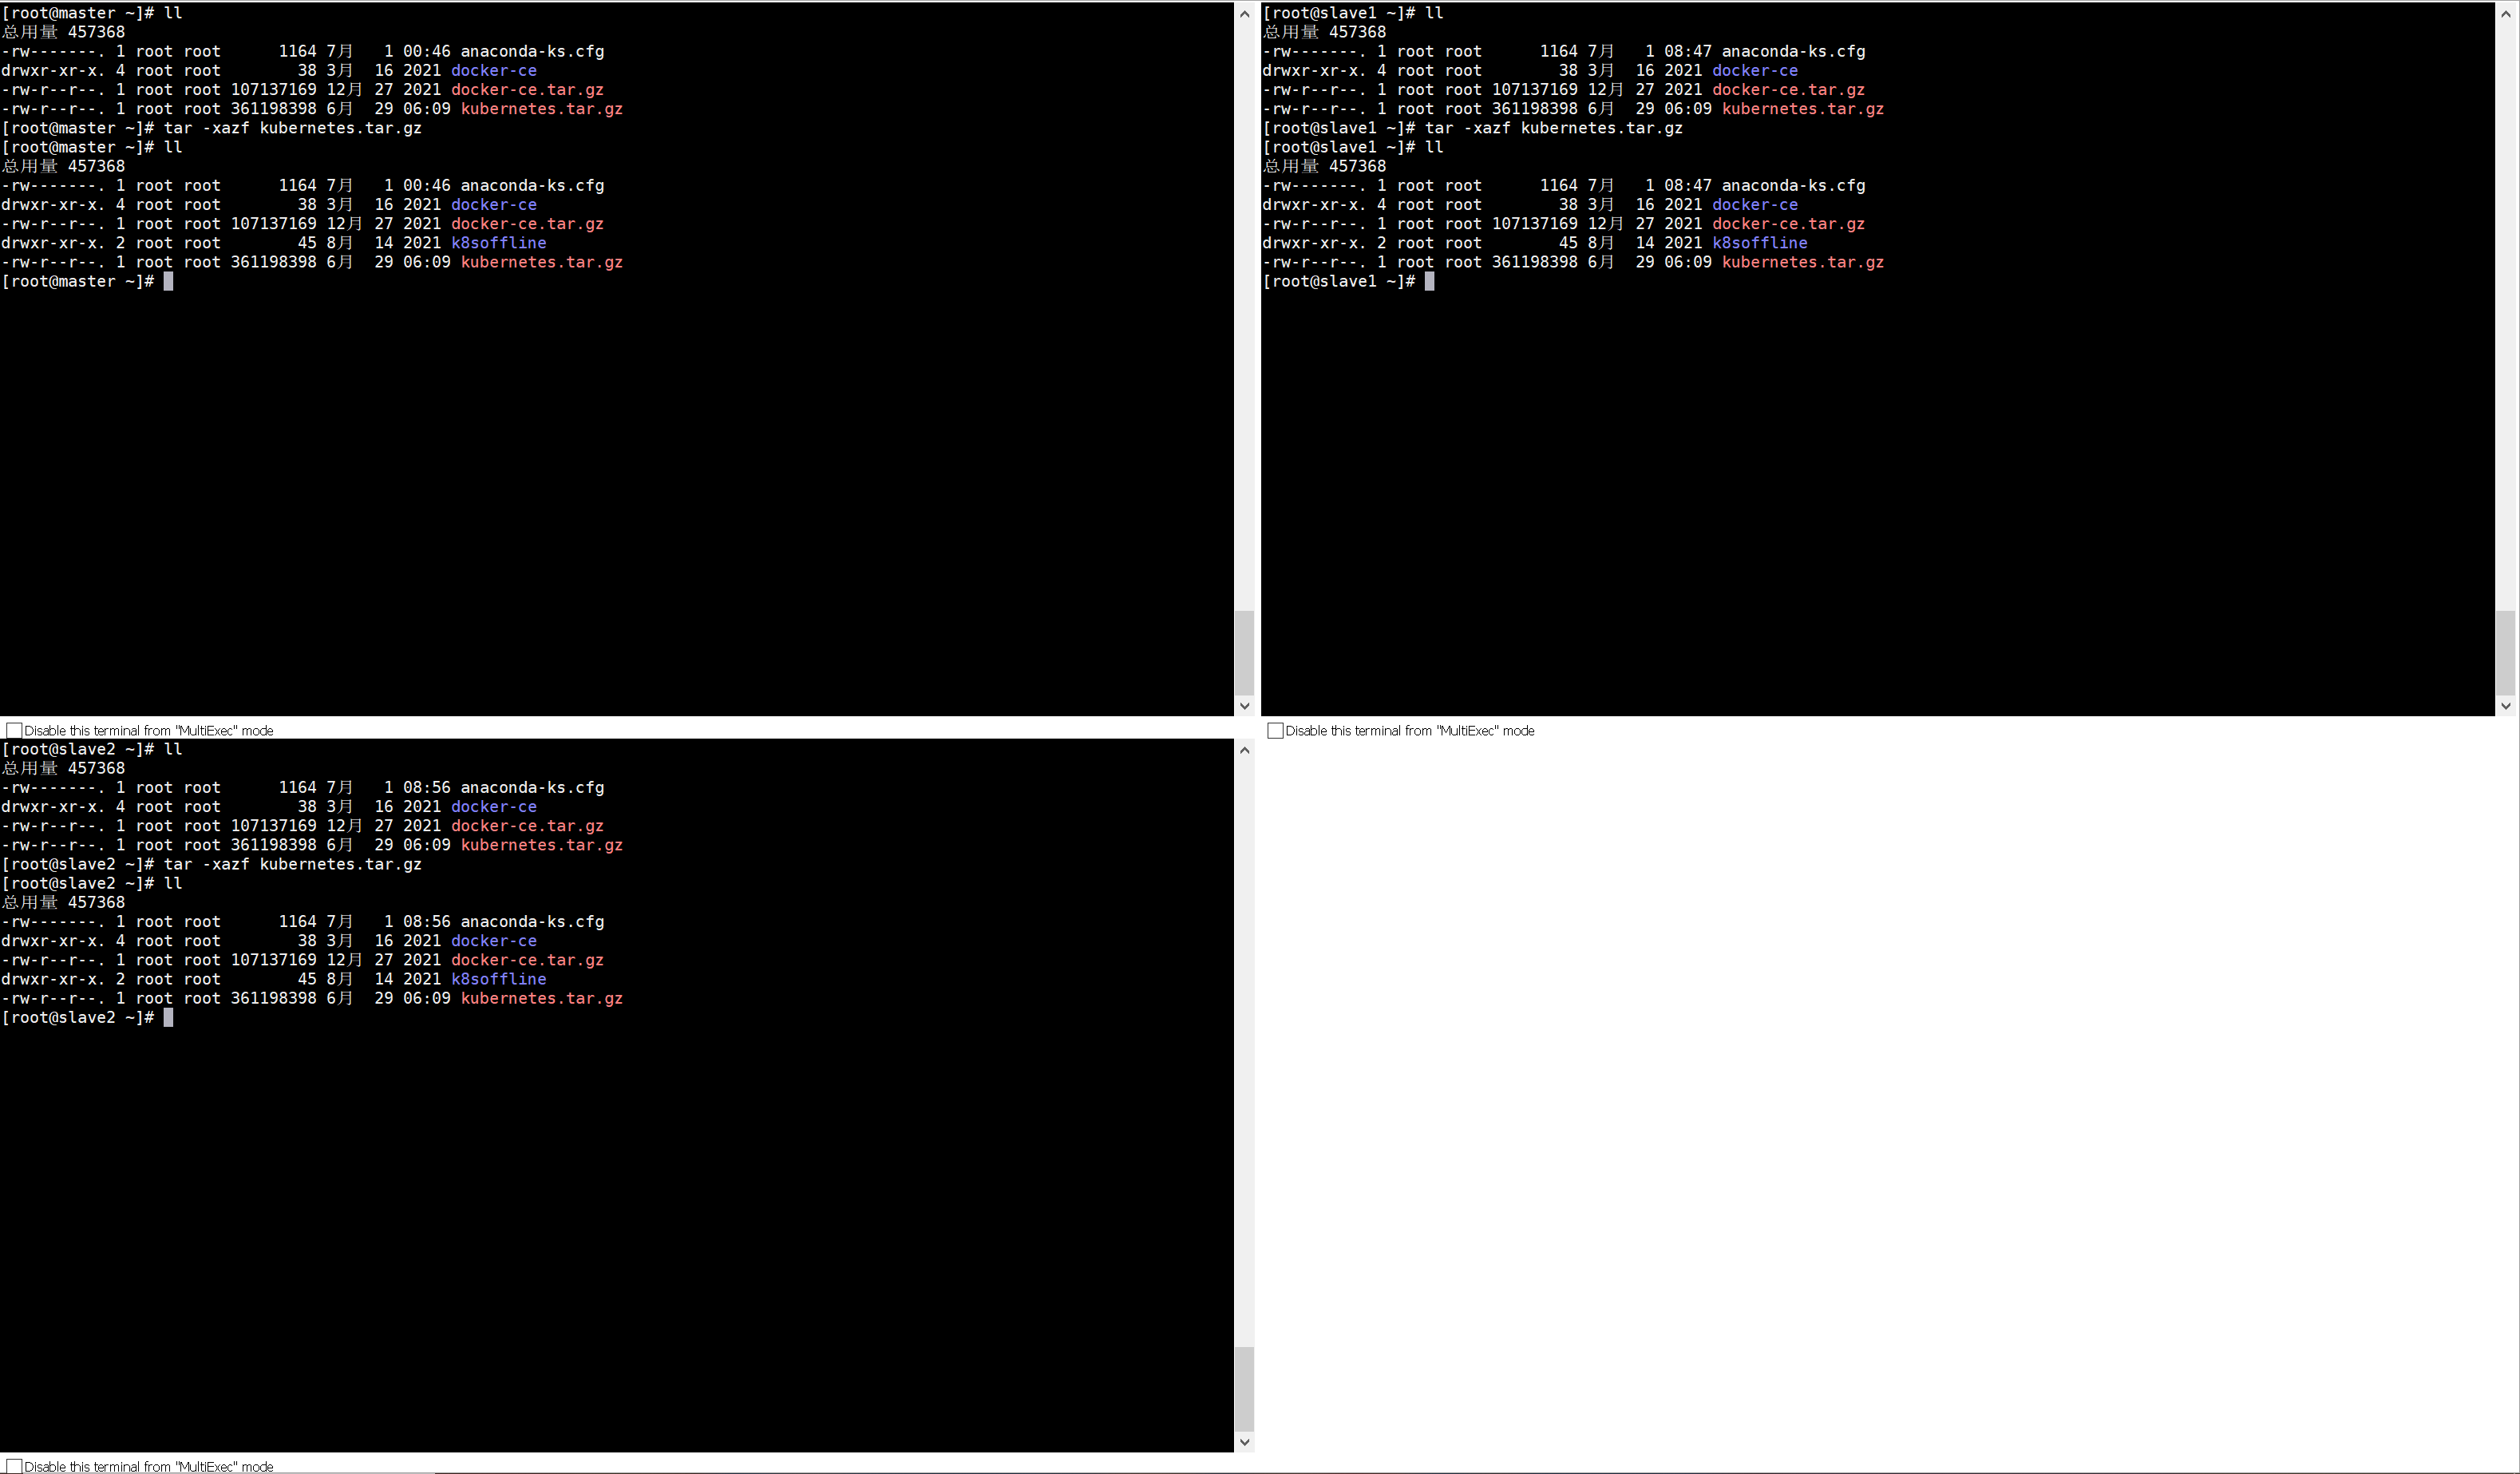 [root@master ~]# ll
总用量 457368
-rw-------. 1 root root      1164 7月   1 00:46 anaconda-ks.cfg
drwxr-xr-x. 4 root root        38 3月  16 2021 docker-ce
-rw-r--r--. 1 root root 107137169 12月 27 2021 docker-ce.tar.gz
-rw-r--r--. 1 root root 361198398 6月  29 06:09 kubernetes.tar.gz
[root@master ~]# tar -xazf kubernetes.tar.gz
[root@master ~]# ll
总用量 457368
-rw-------. 1 root root      1164 7月   1 00:46 anaconda-ks.cfg
drwxr-xr-x. 4 root root        38 3月  16 2021 docker-ce
-rw-r--r--. 1 root root 107137169 12月 27 2021 docker-ce.tar.gz
drwxr-xr-x. 2 root root        45 8月  14 2021 k8soffline
-rw-r--r--. 1 root root 361198398 6月  29 06:09 kubernetes.tar.gz
[root@master ~]#
Disable this terminal from "MultiExec" mode
[root@slave1 ~]# ll
总用量 457368
-rw-------. 1 root root      1164 7月   1 08:47 anaconda-ks.cfg
drwxr-xr-x. 4 root root        38 3月  16 2021 docker-ce
-rw-r--r--. 1 root root 107137169 12月 27 2021 docker-ce.tar.gz
-rw-r--r--. 1 root root 361198398 6月  29 06:09 kubernetes.tar.gz
[root@slave1 ~]# tar -xazf kubernetes.tar.gz
[root@slave1 ~]# ll
总用量 457368
-rw-------. 1 root root      1164 7月   1 08:47 anaconda-ks.cfg
drwxr-xr-x. 4 root root        38 3月  16 2021 docker-ce
-rw-r--r--. 1 root root 107137169 12月 27 2021 docker-ce.tar.gz
drwxr-xr-x. 2 root root        45 8月  14 2021 k8soffline
-rw-r--r--. 1 root root 361198398 6月  29 06:09 kubernetes.tar.gz
[root@slave1 ~]#
Disable this terminal from "MultiExec" mode
[root@slave2 ~]# ll
总用量 457368
-rw-------. 1 root root      1164 7月   1 08:56 anaconda-ks.cfg
drwxr-xr-x. 4 root root        38 3月  16 2021 docker-ce
-rw-r--r--. 1 root root 107137169 12月 27 2021 docker-ce.tar.gz
-rw-r--r--. 1 root root 361198398 6月  29 06:09 kubernetes.tar.gz
[root@slave2 ~]# tar -xazf kubernetes.tar.gz
[root@slave2 ~]# ll
总用量 457368
-rw-------. 1 root root      1164 7月   1 08:56 anaconda-ks.cfg
drwxr-xr-x. 4 root root        38 3月  16 2021 docker-ce
-rw-r--r--. 1 root root 107137169 12月 27 2021 docker-ce.tar.gz
drwxr-xr-x. 2 root root        45 8月  14 2021 k8soffline
-rw-r--r--. 1 root root 361198398 6月  29 06:09 kubernetes.tar.gz
[root@slave2 ~]#
Disable this terminal from "MultiExec" mode